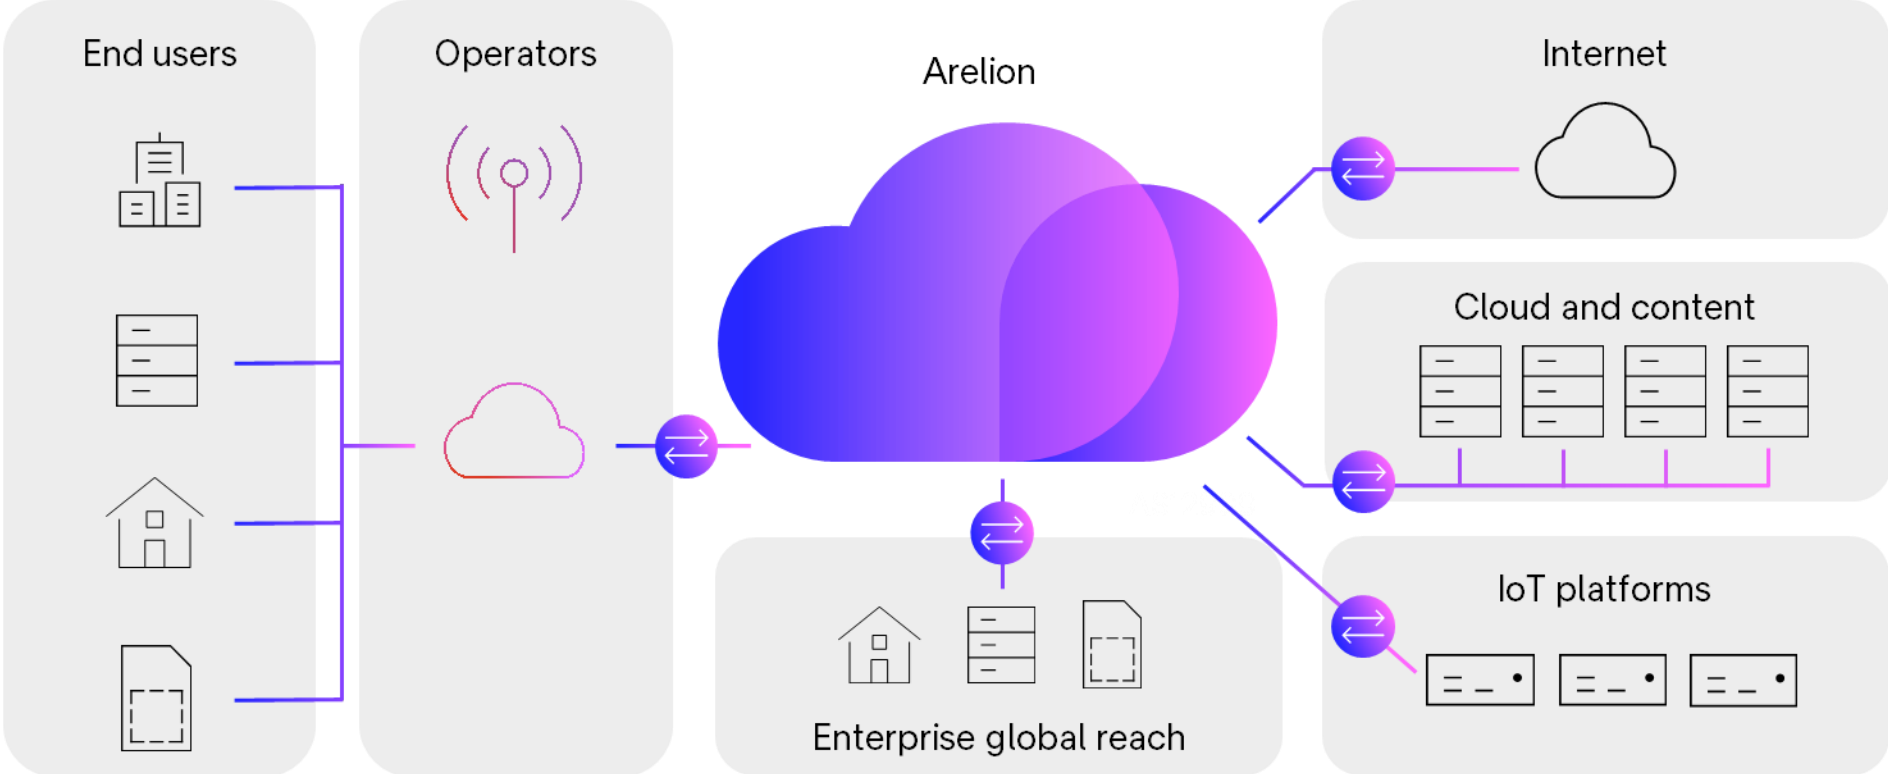 End users
Operators
Arelion
Internet
Cloud and content
IoT platforms
Enterprise global reach